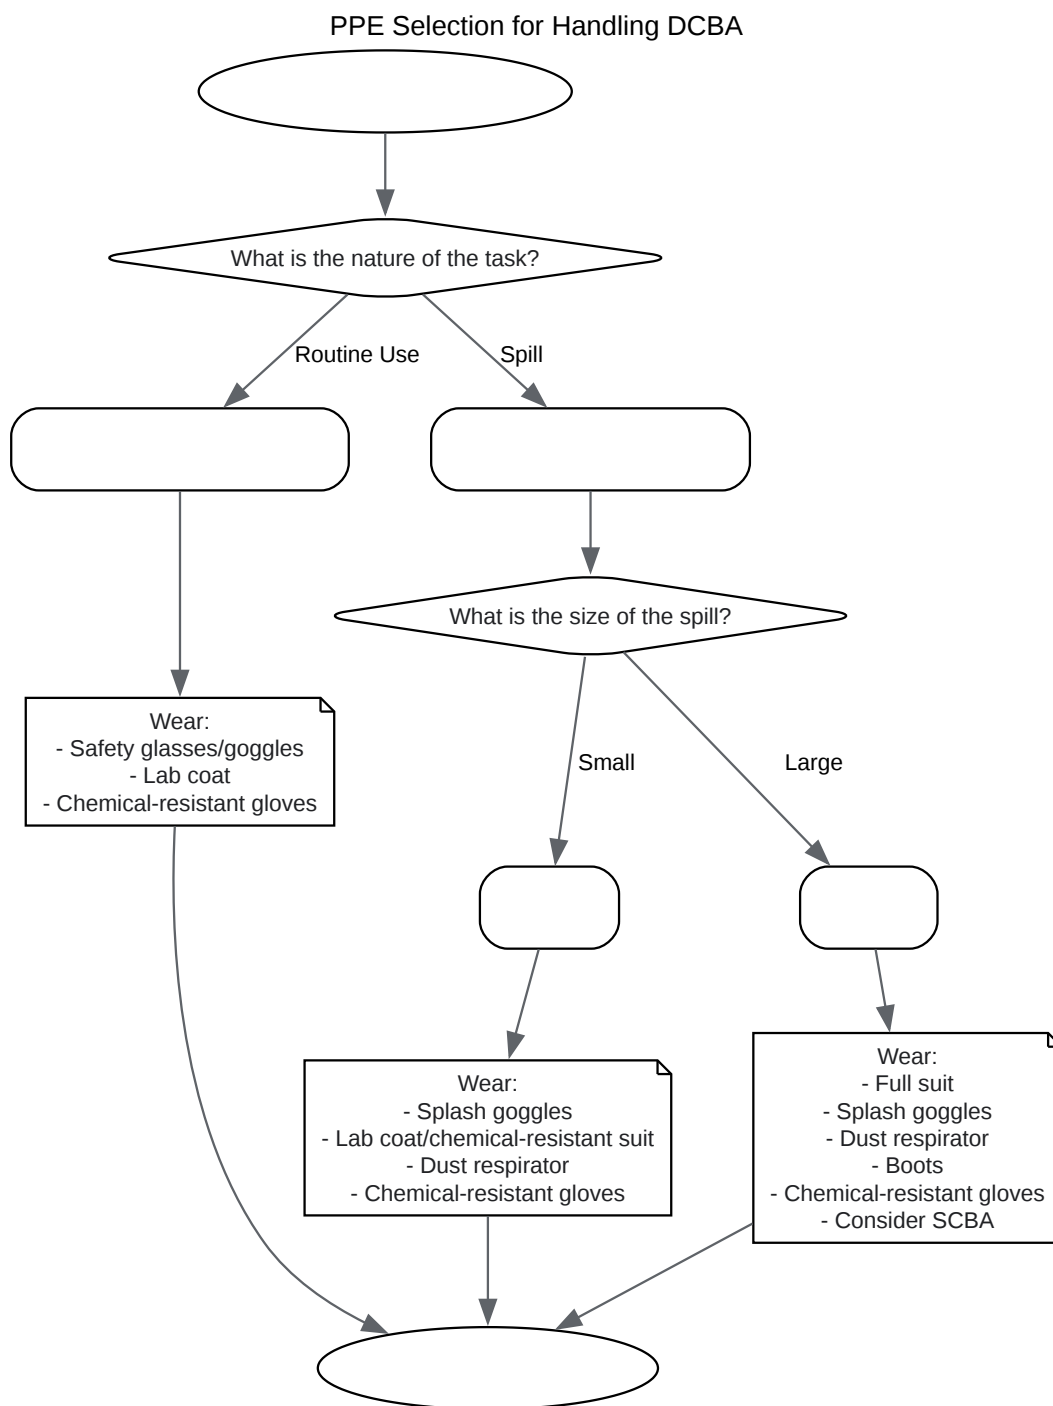 PPE Selection for Handling DCBA
What is the nature of the task?
Routine Use
Spill
What is the size of the spill?
Wear:
- Safety glasses/goggles
- Lab coat
- Chemical-resistant gloves
Small
Large
Wear:
- Splash goggles
- Lab coat/chemical-resistant suit
- Dust respirator
- Chemical-resistant gloves
Wear:
- Full suit
- Splash goggles
- Dust respirator
- Boots
- Chemical-resistant gloves
- Consider SCBA